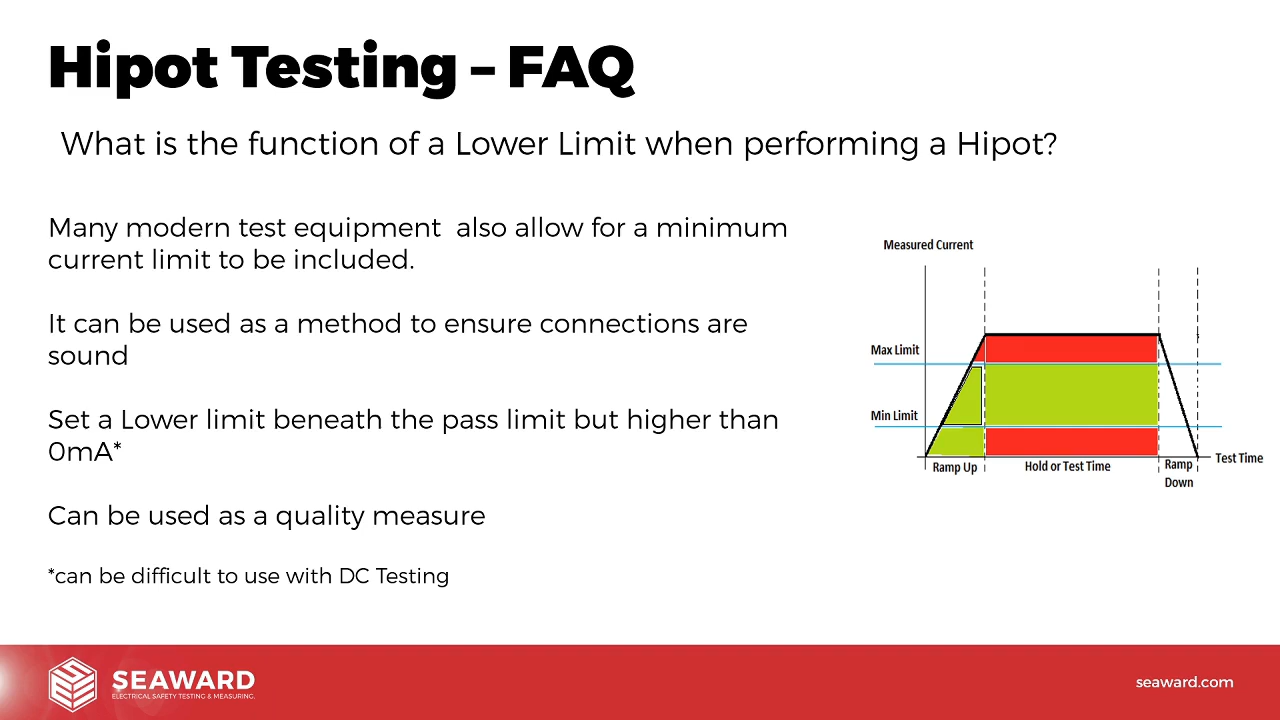 Hipot Testing – FAQ
What is the function of a Lower Limit when performing a Hipot?
Many modern test equipment  also allow for a minimum
current limit to be included.
It can be used as a method to ensure connections are
sound
Set a Lower limit beneath the pass limit but higher than
0mA*
Can be used as a quality measure
*can be difficult to use with DC Testing
Measured Current
Max Limit
Min Limit
Ramp Up
Hold or Test Time
Ramp
Down
Test Time
SEAWARD
ELECTRICAL SAFETY TESTING & MEASURING.
seaward.com